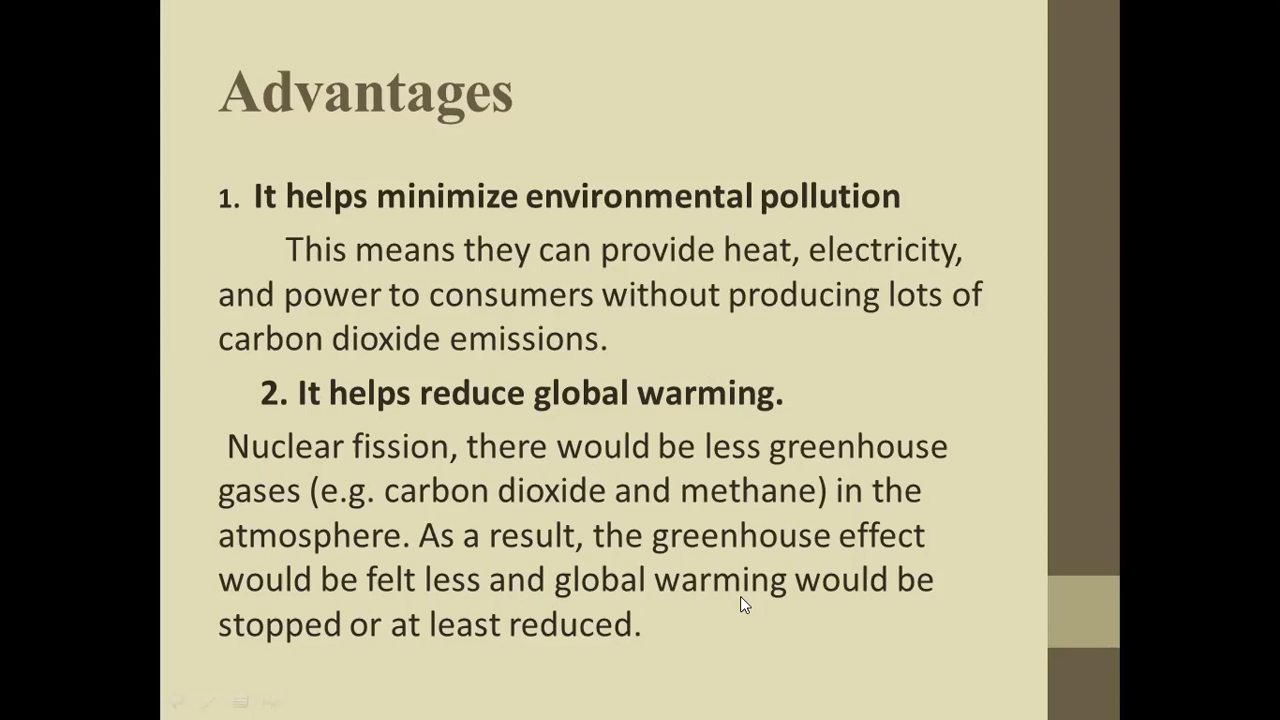 Advantages
1. It helps minimize environmental pollution
This means they can provide heat, electricity,
and power to consumers without producing lots of
carbon dioxide emissions.
2. It helps reduce global warming.
Nuclear fission, there would be less greenhouse
gases (e.g. carbon dioxide and methane) in the
atmosphere. As a result, the greenhouse effect
would be felt less and global warming would be
stopped or at least reduced.